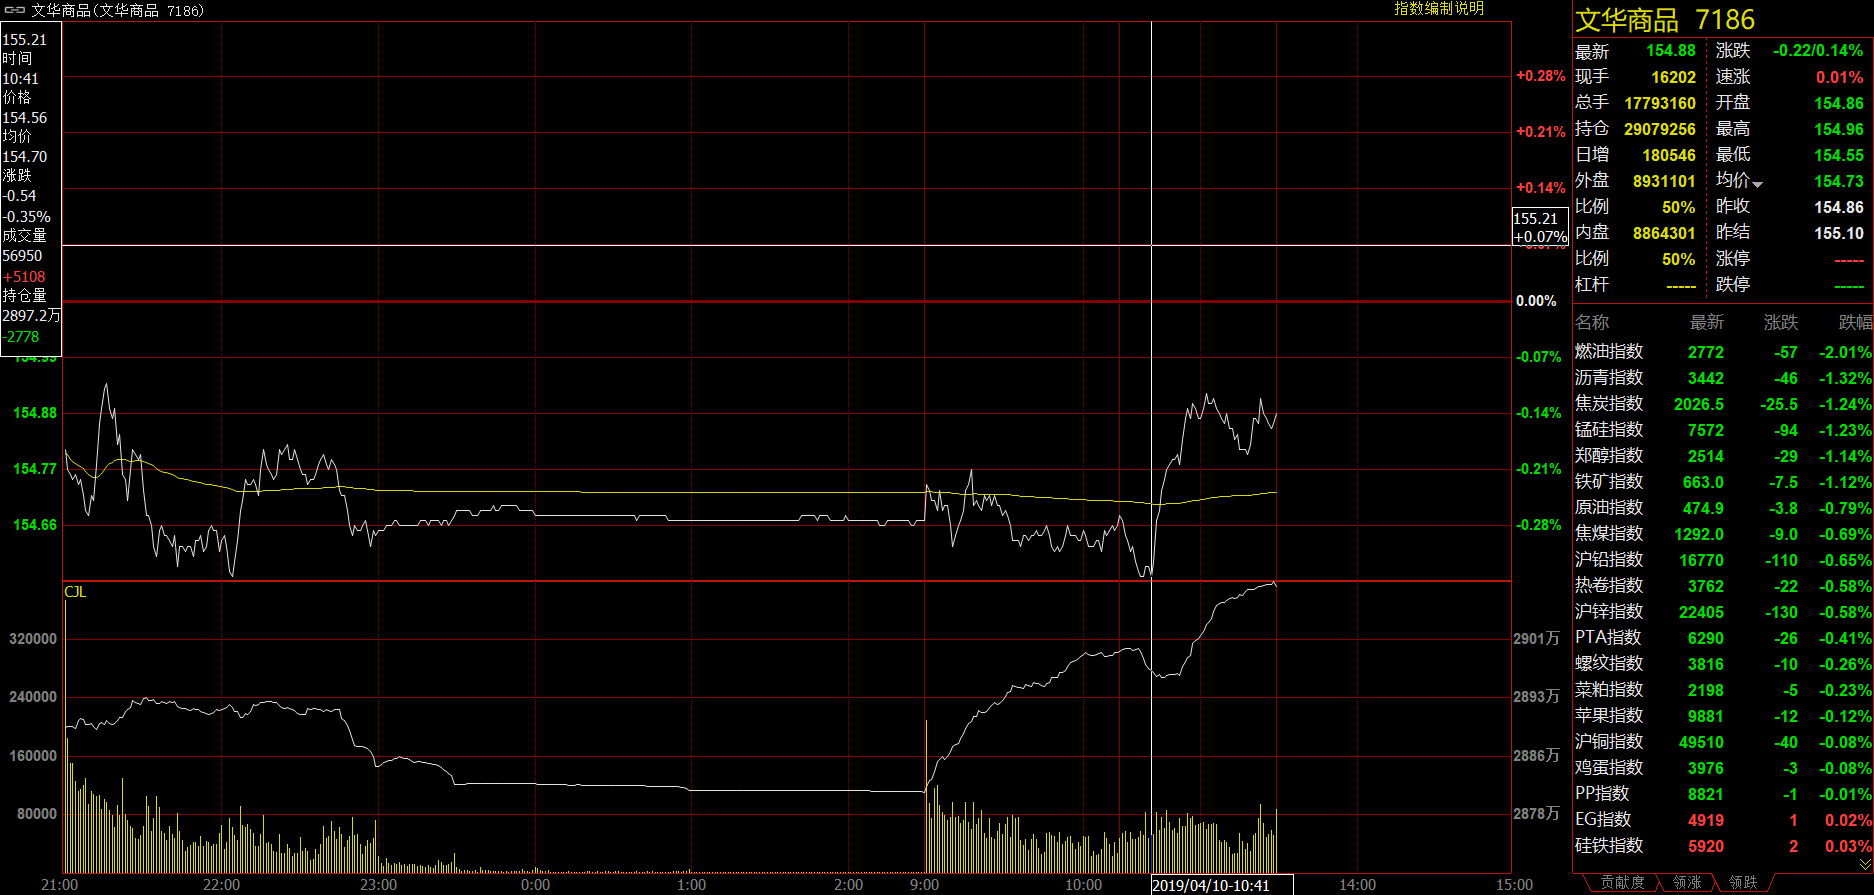 文华商品(文华商品 7186)
指数编制说明
155.21
时间
10:41
价格
154.56
均价
154.70
涨跌
-0.54
-0.35%
成交量
56950
+5108
持仓量
2897.2万
-2778
154.88
154.77
154.66
+0.28%
+0.21%
+0.14%
155.21
+0.07%
0.00%
-0.07%
-0.14%
-0.21%
-0.28%
CJL
320000
240000
160000
80000
2901万
2893万
2886万
2878万
21:00 22:00 23:00 0:00 1:00 2:00 9:00 10:00 2019/04/10-10:41 14:00 15:00
文华商品 7186
最新 154.88 涨跌 -0.22/0.14%
现手 16202 速涨 0.01%
总手 17793160 开盘 154.86
持仓 29079256 最高 154.96
日增 180546 最低 154.55
外盘 8931101 均价 154.73
比例 50% 昨收 154.86
内盘 8864301 昨结 155.10
比例 50% 涨停 -----
杠杆 ----- 跌停 -----
名称 最新 涨跌 跌幅
燃油指数 2772 -57 -2.01%
沥青指数 3442 -46 -1.32%
焦炭指数 2026.5 -25.5 -1.24%
锰硅指数 7572 -94 -1.23%
郑醇指数 2514 -29 -1.14%
铁矿指数 663.0 -7.5 -1.12%
原油指数 474.9 -3.8 -0.79%
焦煤指数 1292.0 -9.0 -0.69%
沪铅指数 16770 -110 -0.65%
热卷指数 3762 -22 -0.58%
沪锌指数 22405 -130 -0.58%
PTA指数 6290 -26 -0.41%
螺纹指数 3816 -10 -0.26%
菜粕指数 2198 -5 -0.23%
苹果指数 9881 -12 -0.12%
沪铜指数 49510 -40 -0.08%
鸡蛋指数 3976 -3 -0.08%
PP指数 8821 -1 -0.01%
EG指数 4919 1 0.02%
硅铁指数 5920 2 0.03%
贡献度 领涨 领跌